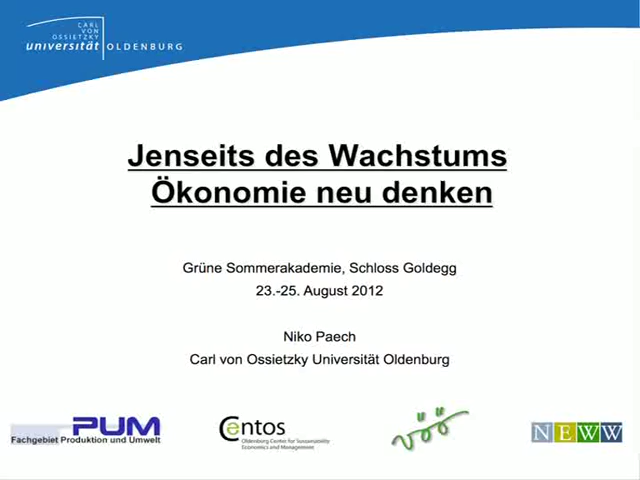 CARL
VON
OSSIETZKY
universität OLDENBURG
Jenseits des Wachstums
Ökonomie neu denken
Grüne Sommerakademie, Schloss Goldegg
23.-25. August 2012
Niko Paech
Carl von Ossietzky Universität Oldenburg
PUM
Fachgebiet Produktion und Umwelt
Centos
Oldenburg Center for Sustainability
Economics and Management
vöö
NEWW